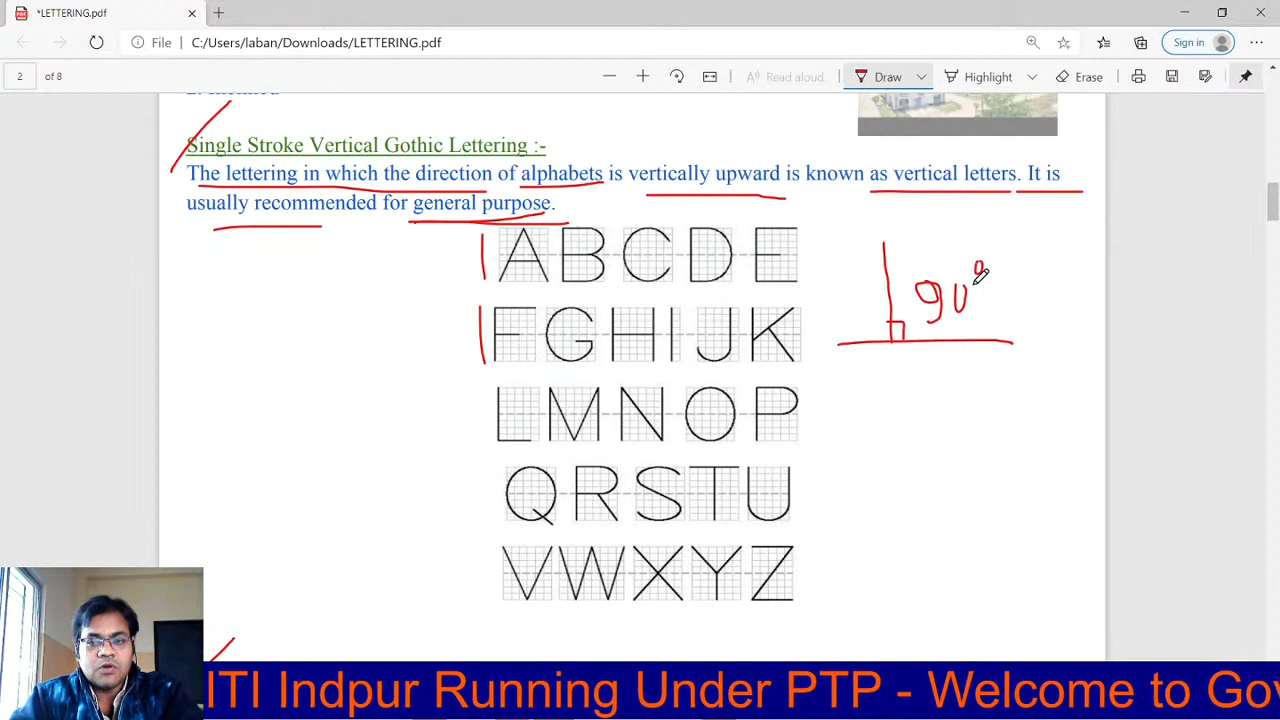 *LETTERING.pdf
File C:/Users/laban/Downloads/LETTERING.pdf Sign in
2 of 8 Read aloud Draw Highlight Erase
Single Stroke Vertical Gothic Lettering :-
The lettering in which the direction of alphabets is vertically upward is known as vertical letters. It is
usually recommended for general purpose.
A B C D E
F G H I J K
90°
L M N O P
Q R S T U
V W X Y Z
ITI Indpur Running Under PTP - Welcome to Gov